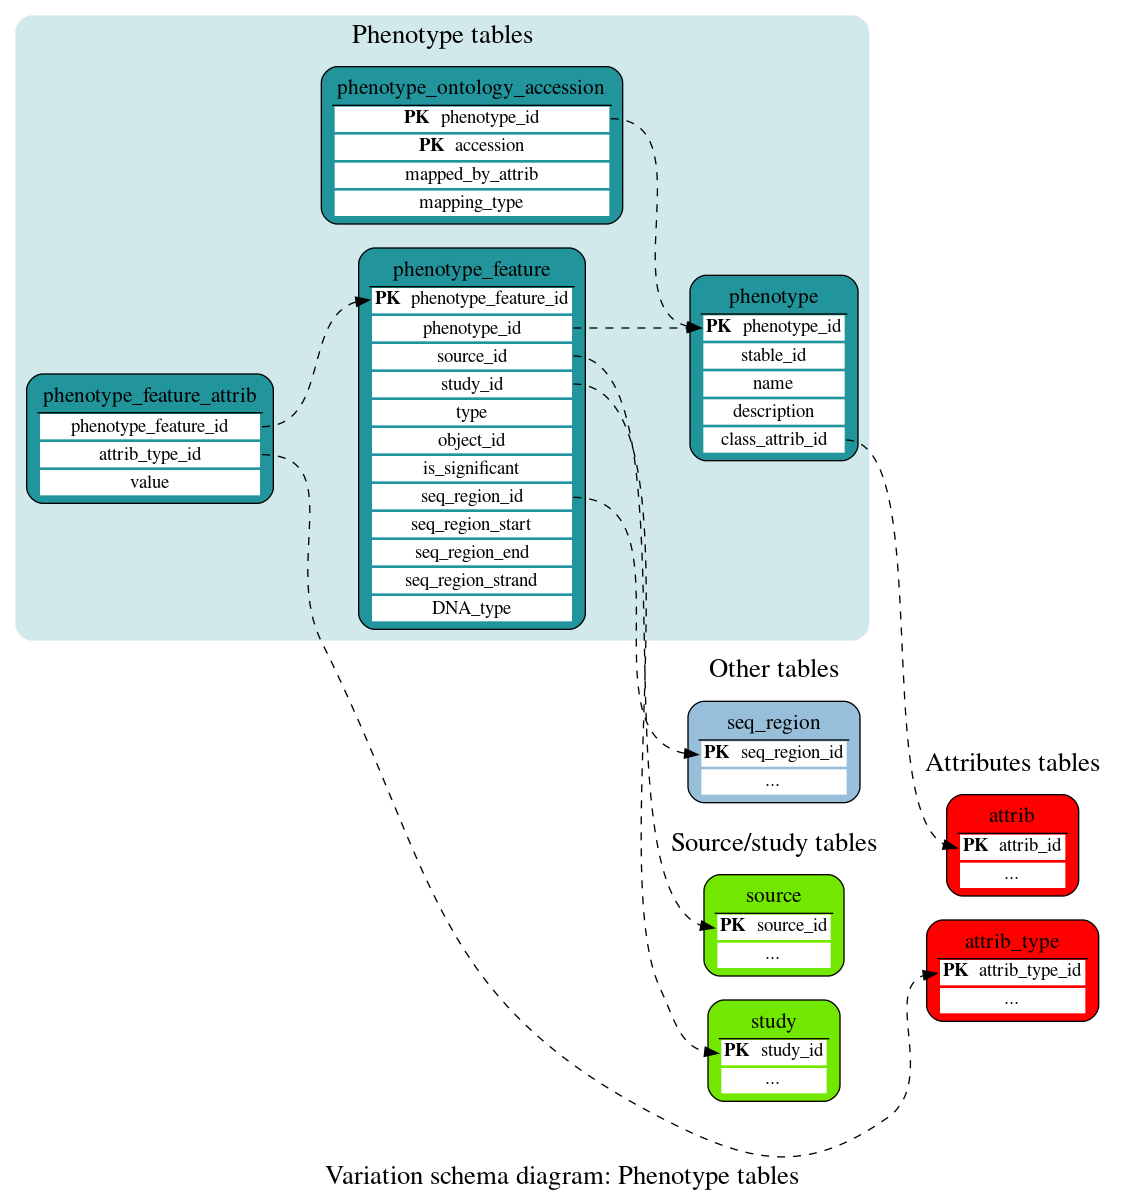 Phenotype tables
phenotype_ontology_accession
PK phenotype_id
PK accession
mapped_by_attrib
mapping_type
phenotype_feature
PK phenotype_feature_id
phenotype_id
source_id
study_id
type
object_id
is_significant
seq_region_id
seq_region_start
seq_region_end
seq_region_strand
DNA_type
phenotype
PK phenotype_id
stable_id
name
description
class_attrib_id
phenotype_feature_attrib
phenotype_feature_id
attrib_type_id
value
Other tables
seq_region
PK seq_region_id
...
Source/study tables
source
PK source_id
...
study
PK study_id
...
Attributes tables
attrib
PK attrib_id
...
attrib_type
PK attrib_type_id
...
Variation schema diagram: Phenotype tables